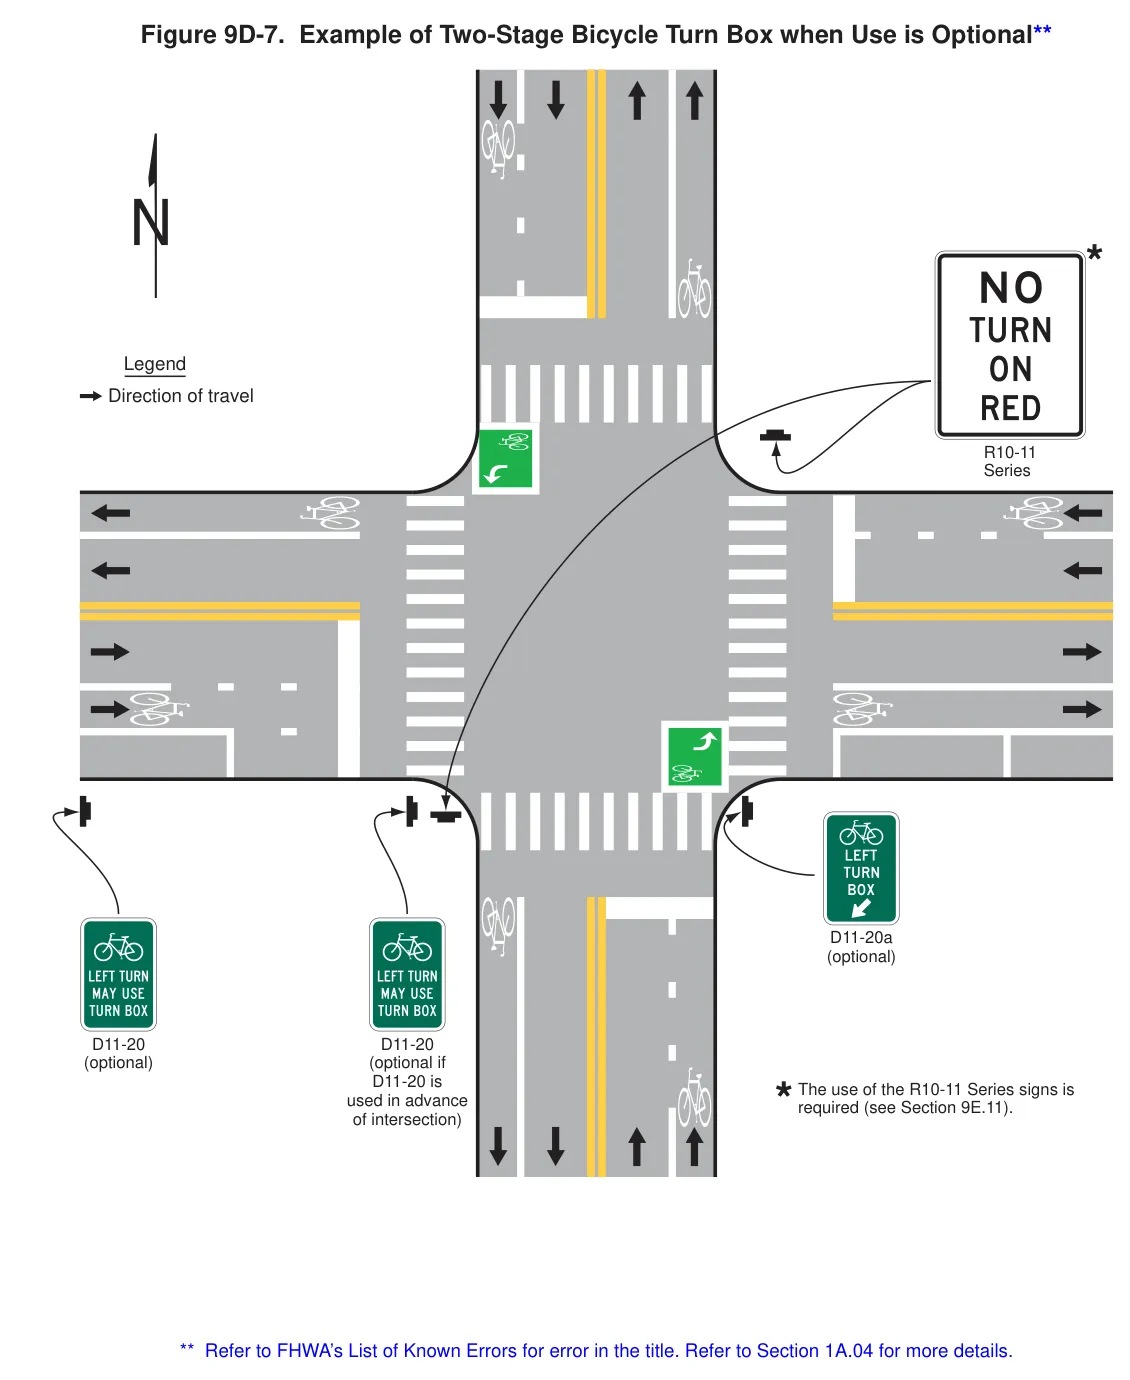 Figure 9D-7.  Example of Two-Stage Bicycle Turn Box when Use is Optional**
N
Legend
Direction of travel
NO
TURN
ON
RED
*
R10-11
Series
LEFT
TURN
BOX
D11-20a
(optional)
LEFT TURN
MAY USE
TURN BOX
D11-20
(optional)
LEFT TURN
MAY USE
TURN BOX
D11-20
(optional if
D11-20 is
used in advance
of intersection)
* The use of the R10-11 Series signs is
required (see Section 9E.11).
** Refer to FHWA's List of Known Errors for error in the title. Refer to Section 1A.04 for more details.